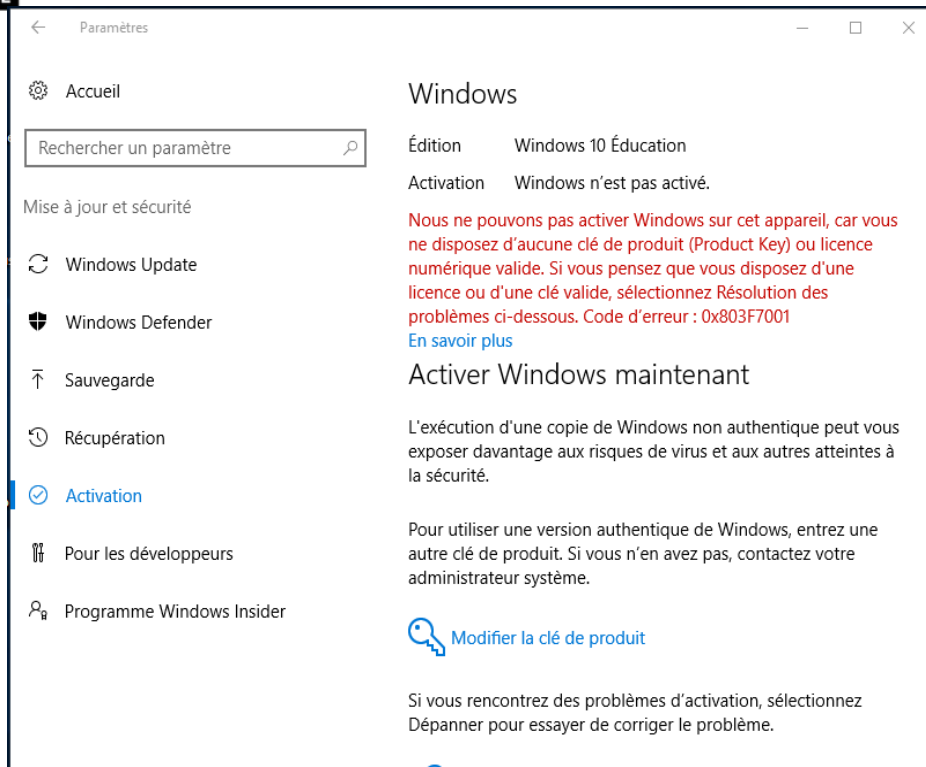 Paramètres
Accueil
Rechercher un paramètre
Mise à jour et sécurité
Windows Update
Windows Defender
Sauvegarde
Récupération
Activation
Pour les développeurs
Programme Windows Insider
Windows
Édition Windows 10 Éducation
Activation Windows n'est pas activé.
Nous ne pouvons pas activer Windows sur cet appareil, car vous
ne disposez d'aucune clé de produit (Product Key) ou licence
numérique valide. Si vous pensez que vous disposez d'une
licence ou d'une clé valide, sélectionnez Résolution des
problèmes ci-dessous. Code d'erreur : 0x803F7001
En savoir plus
Activer Windows maintenant
L'exécution d'une copie de Windows non authentique peut vous
exposer davantage aux risques de virus et aux autres atteintes à
la sécurité.
Pour utiliser une version authentique de Windows, entrez une
autre clé de produit. Si vous n'en avez pas, contactez votre
administrateur système.
Modifier la clé de produit
Si vous rencontrez des problèmes d'activation, sélectionnez
Dépanner pour essayer de corriger le problème.